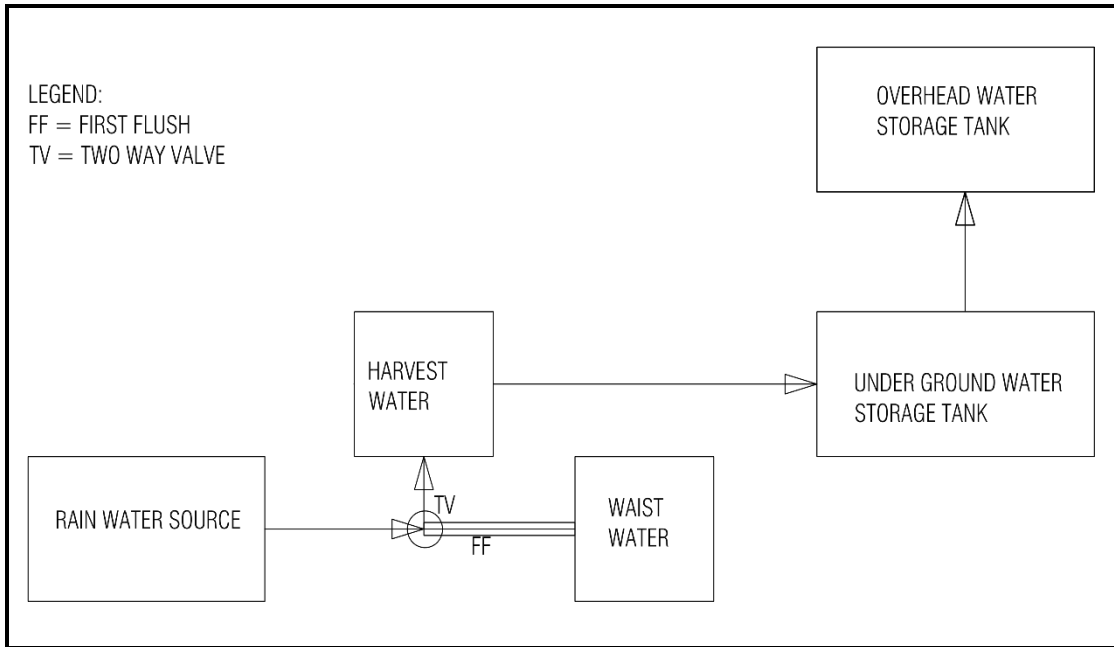 LEGEND:
FF = FIRST FLUSH
TV = TWO WAY VALVE
OVERHEAD WATER
STORAGE TANK
HARVEST
WATER
UNDER GROUND WATER
STORAGE TANK
RAIN WATER SOURCE
TV
FF
WAIST
WATER